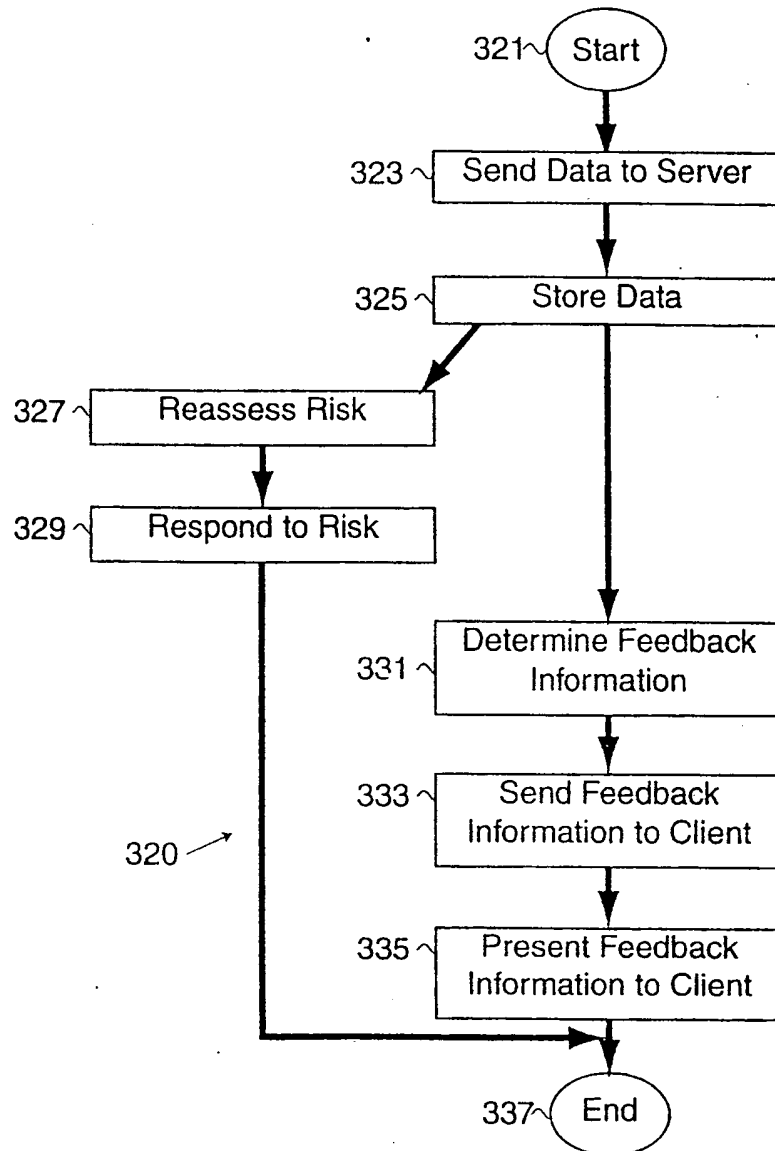 321
Start
323
Send Data to Server
325
Store Data
327
Reassess Risk
329
Respond to Risk
331
Determine Feedback
Information
333
Send Feedback
Information to Client
320
335
Present Feedback
Information to Client
337
End